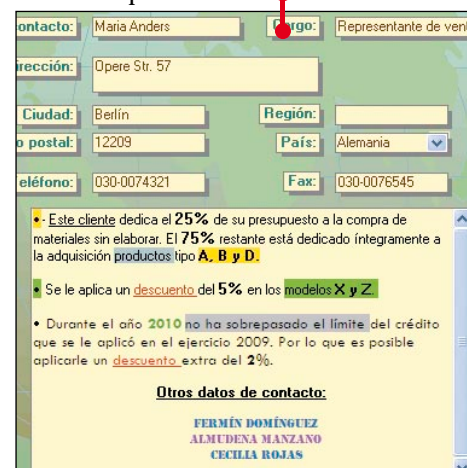 ontacto: Maria Anders Cargo: Representante de vent
irección: Opere Str. 57
Ciudad: Berlín Región:
o postal: 12209 País: Alemania
eléfono: 030-0074321 Fax: 030-0076545
•- Este cliente dedica el 25% de su presupuesto a la compra de
materiales sin elaborar. El 75% restante está dedicado íntegramente a
la adquisición productos tipo A, B y D.
• Se le aplica un descuento del 5% en los modelos X y Z.
• Durante el año 2010 no ha sobrepasado el límite del crédito
que se le aplicó en el ejercicio 2009. Por lo que es posible
aplicarle un descuento extra del 2%.
Otros datos de contacto:
FERMÍN DOMÍNGUEZ
ALMUDENA MANZANO
CECILIA ROJAS